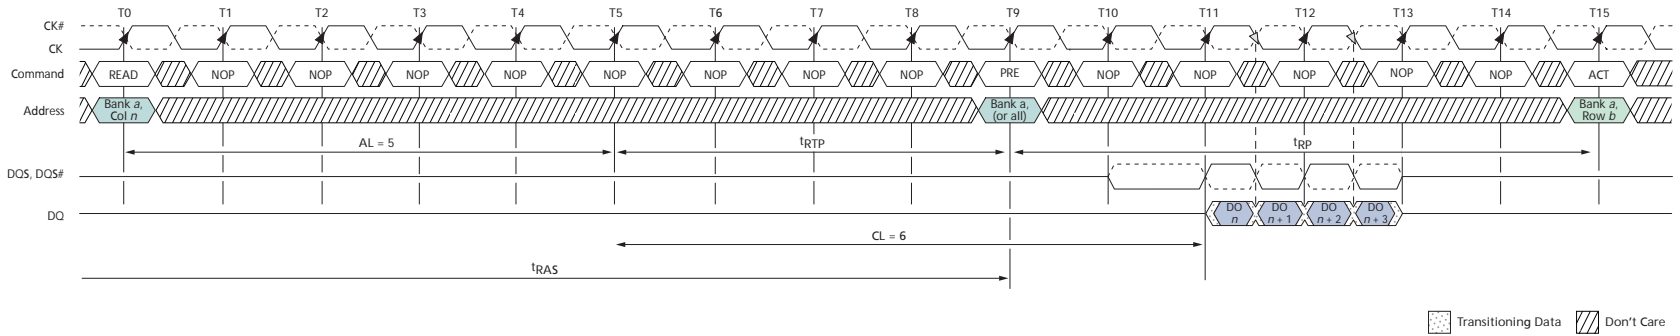 T0 T1 T2 T3 T4 T5 T6 T7 T8 T9 T10 T11 T12 T13 T14 T15
CK#
CK
Command READ NOP NOP NOP NOP NOP NOP NOP NOP PRE NOP NOP NOP NOP NOP ACT
Address Bank a, Col n Bank a, (or all) Bank a, Row b
AL = 5 tRTP tRP
DQS, DQS#
DQ DO n DO n + 1 DO n + 2 DO n + 3
CL = 6
tRAS
Transitioning Data Don't Care